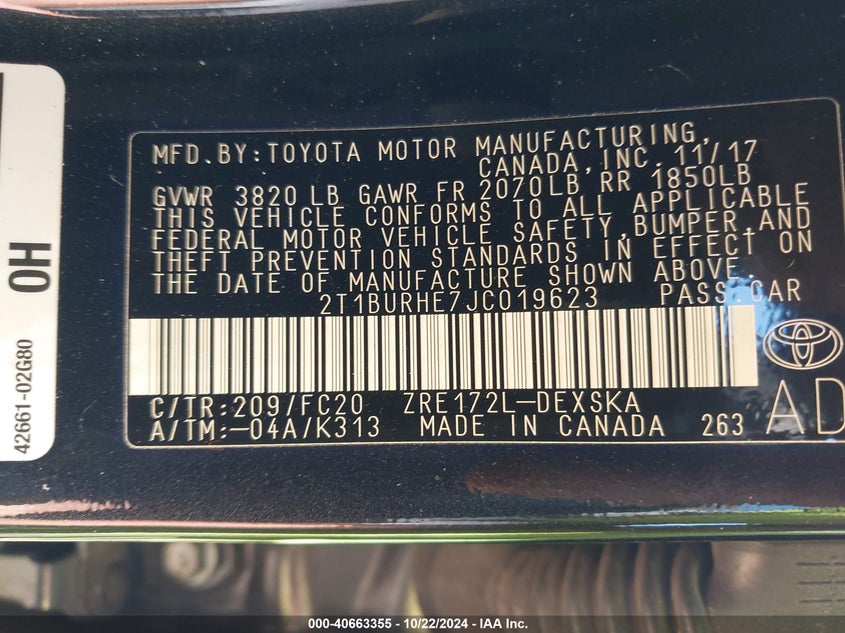 MFD.BY:TOYOTA MOTOR MANUFACTURING,
CANADA,INC. 11/17
GVWR 3820 LB GAWR FR 2070LB RR 1850LB
THIS VEHICLE CONFORMS TO ALL APPLICABLE
FEDERAL MOTOR VEHICLE SAFETY,BUMPER,AND
THEFT PREVENTION STANDARDS IN EFFECT ON
THE DATE OF MANUFACTURE SHOWN ABOVE.
2T1BURHE7JC019623 PASS.CAR
C/TR:209/FC20 ZRE172L-DEXSKA
A/TM:-04A/K313 MADE IN CANADA 263
AD
42661-02G80
0H
000-40663355 - 10/22/2024 - IAA Inc.